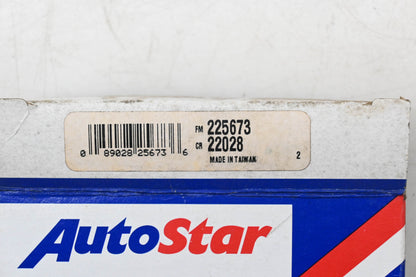 FM 225673
CR 22028
MADE IN TAIWAN
0 89028 25673 6
2
AutoStar